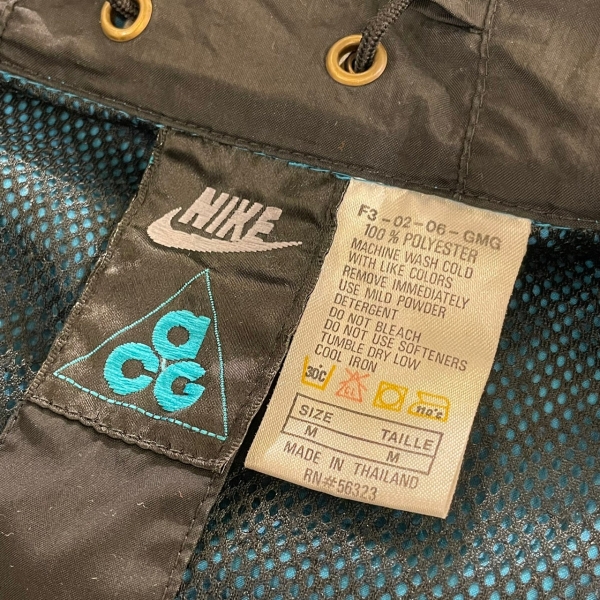 NIKE
aCG
F3-02-06-GMG
100% POLYESTER
MACHINE WASH COLD
WITH LIKE COLORS
REMOVE IMMEDIATELY
USE MILD POWDER
DETERGENT
DO NOT BLEACH
DO NOT USE SOFTENERS
TUMBLE DRY LOW
COOL IRON
30C CL 110°C
SIZE TAILLE
M M
MADE IN THAILAND
RN#56323